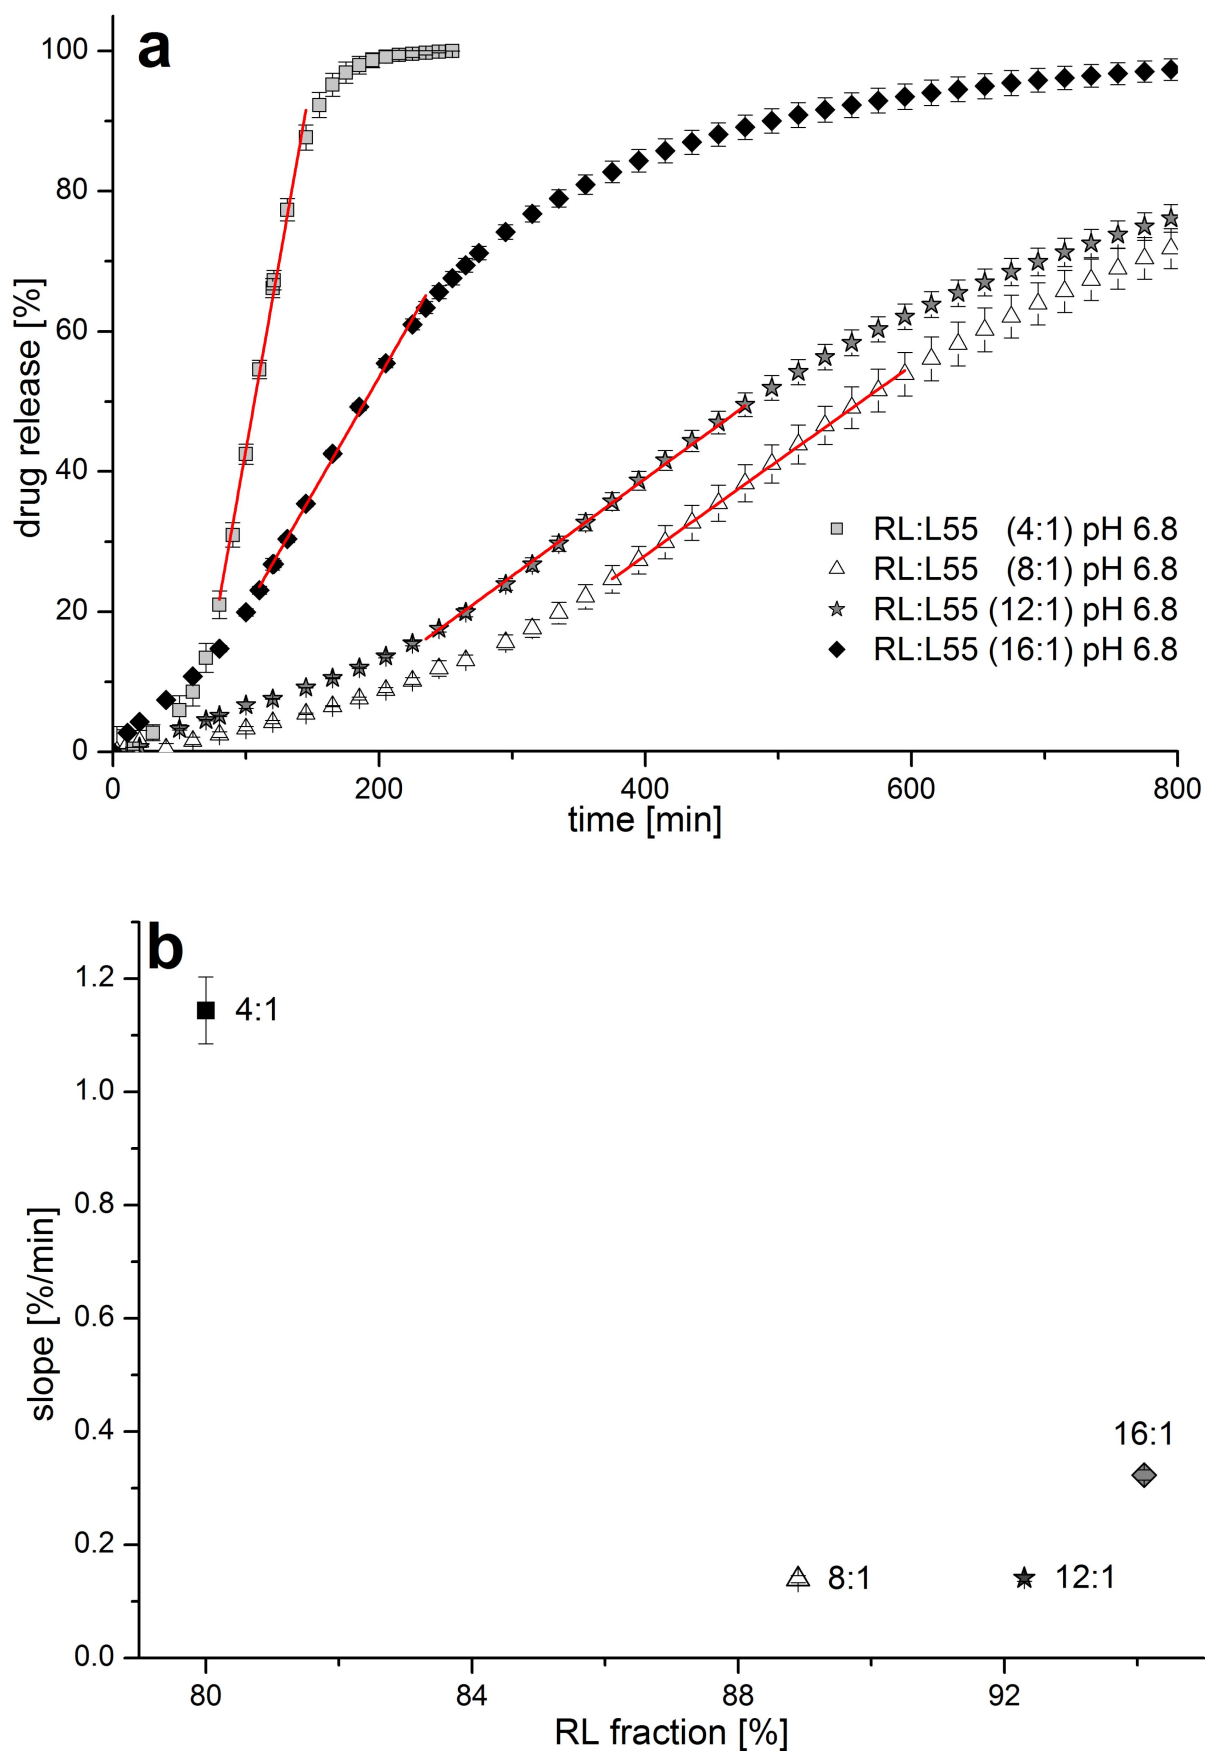 a
100
80
60
40
20
0
drug release [%]
RL:L55 (4:1) pH 6.8
RL:L55 (8:1) pH 6.8
RL:L55 (12:1) pH 6.8
RL:L55 (16:1) pH 6.8
0 200 400 600 800
time [min]
b
1.2
1.0
0.8
0.6
0.4
0.2
0.0
slope [%/min]
4:1
16:1
8:1
12:1
80 84 88 92
RL fraction [%]